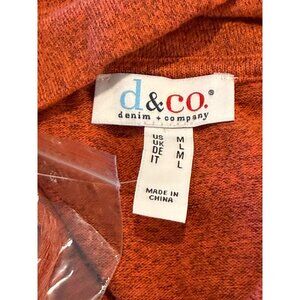 d&co.®
denim + company
US M
UK L
DE M
IT L
MADE IN
CHINA